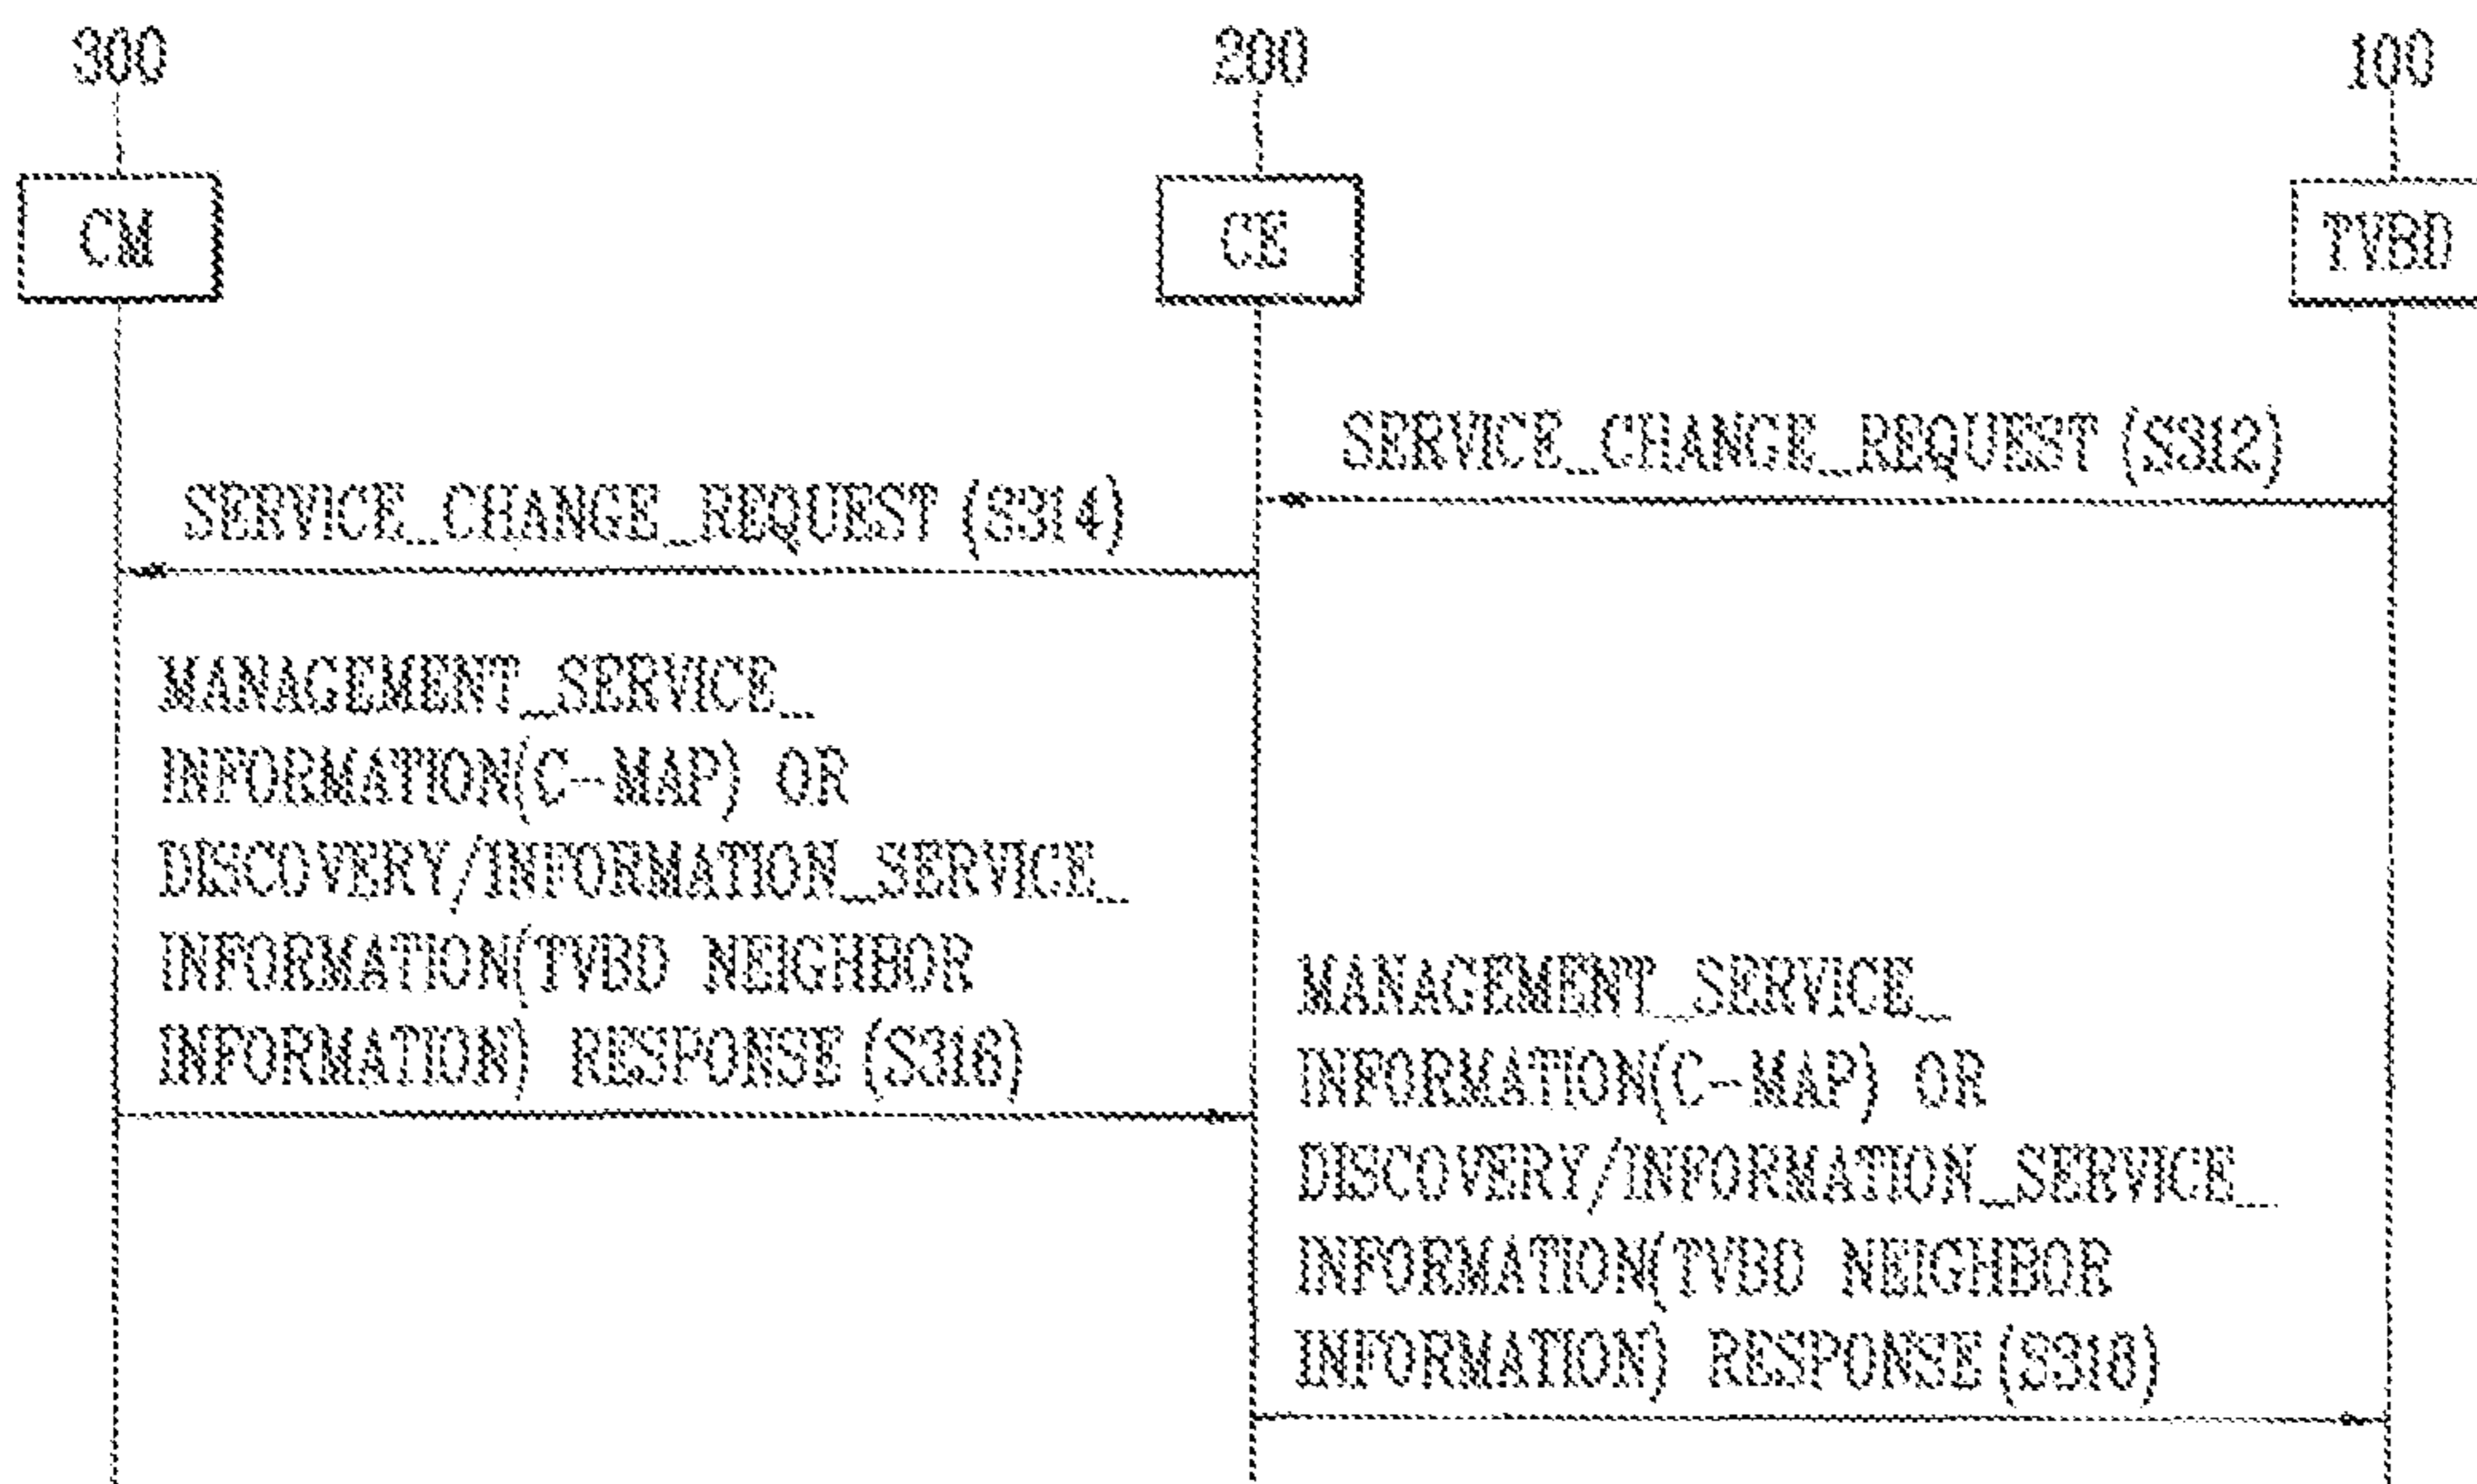 300
200
100
CM
CE
TVBD
SERVICE_CHANGE_REQUEST (S312)
SERVICE_CHANGE_REQUEST (S314)
MANAGEMENT_SERVICE_
INFORMATION(C-MAP) OR
DISCOVERY/INFORMATION_SERVICE_
INFORMATION(TVBD NEIGHBOR
INFORMATION) RESPONSE (S316)
MANAGEMENT_SERVICE_
INFORMATION(C-MAP) OR
DISCOVERY/INFORMATION_SERVICE_
INFORMATION(TVBD NEIGHBOR
INFORMATION) RESPONSE